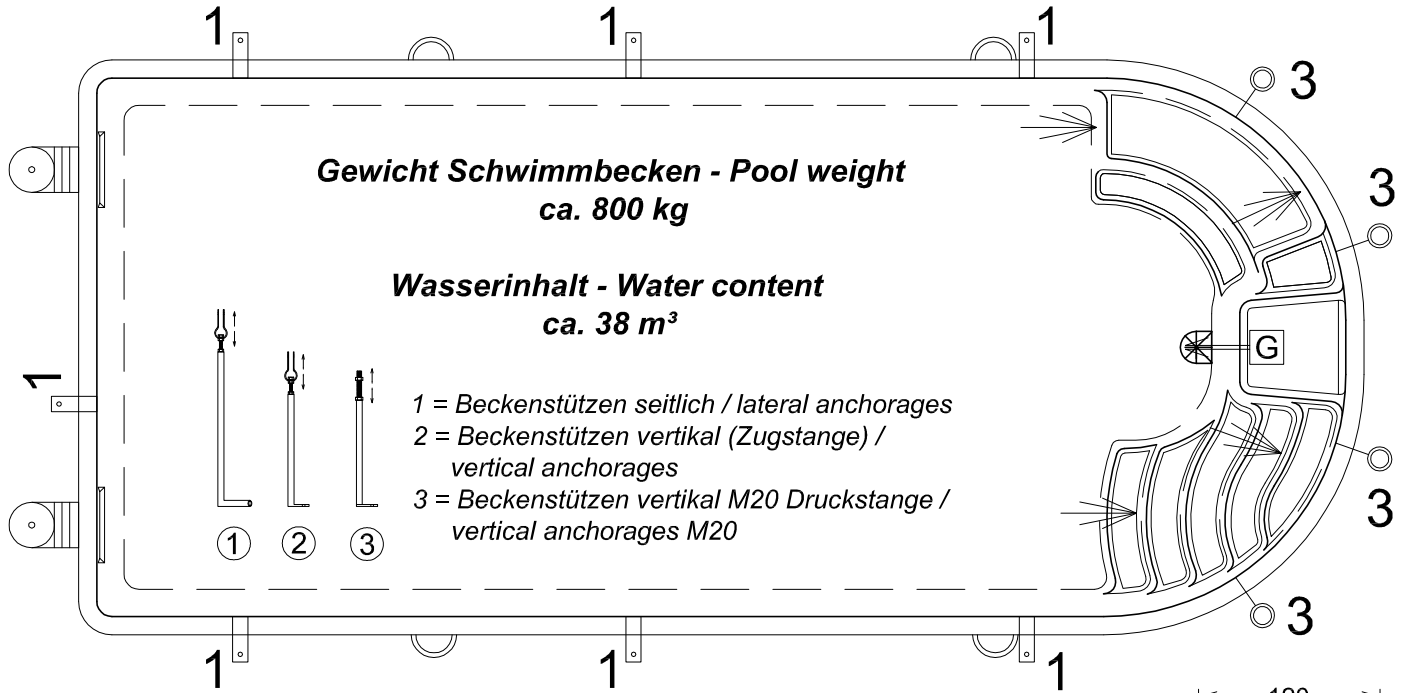 1 1 1
3
3
Gewicht Schwimmbecken - Pool weight
ca. 800 kg
Wasserinhalt - Water content
ca. 38 m³
G
1
1 = Beckenstützen seitlich / lateral anchorages
2 = Beckenstützen vertikal (Zugstange) /
vertical anchorages
3 = Beckenstützen vertikal M20 Druckstange /
vertical anchorages M20
1 2 3
3
3
1 1 1